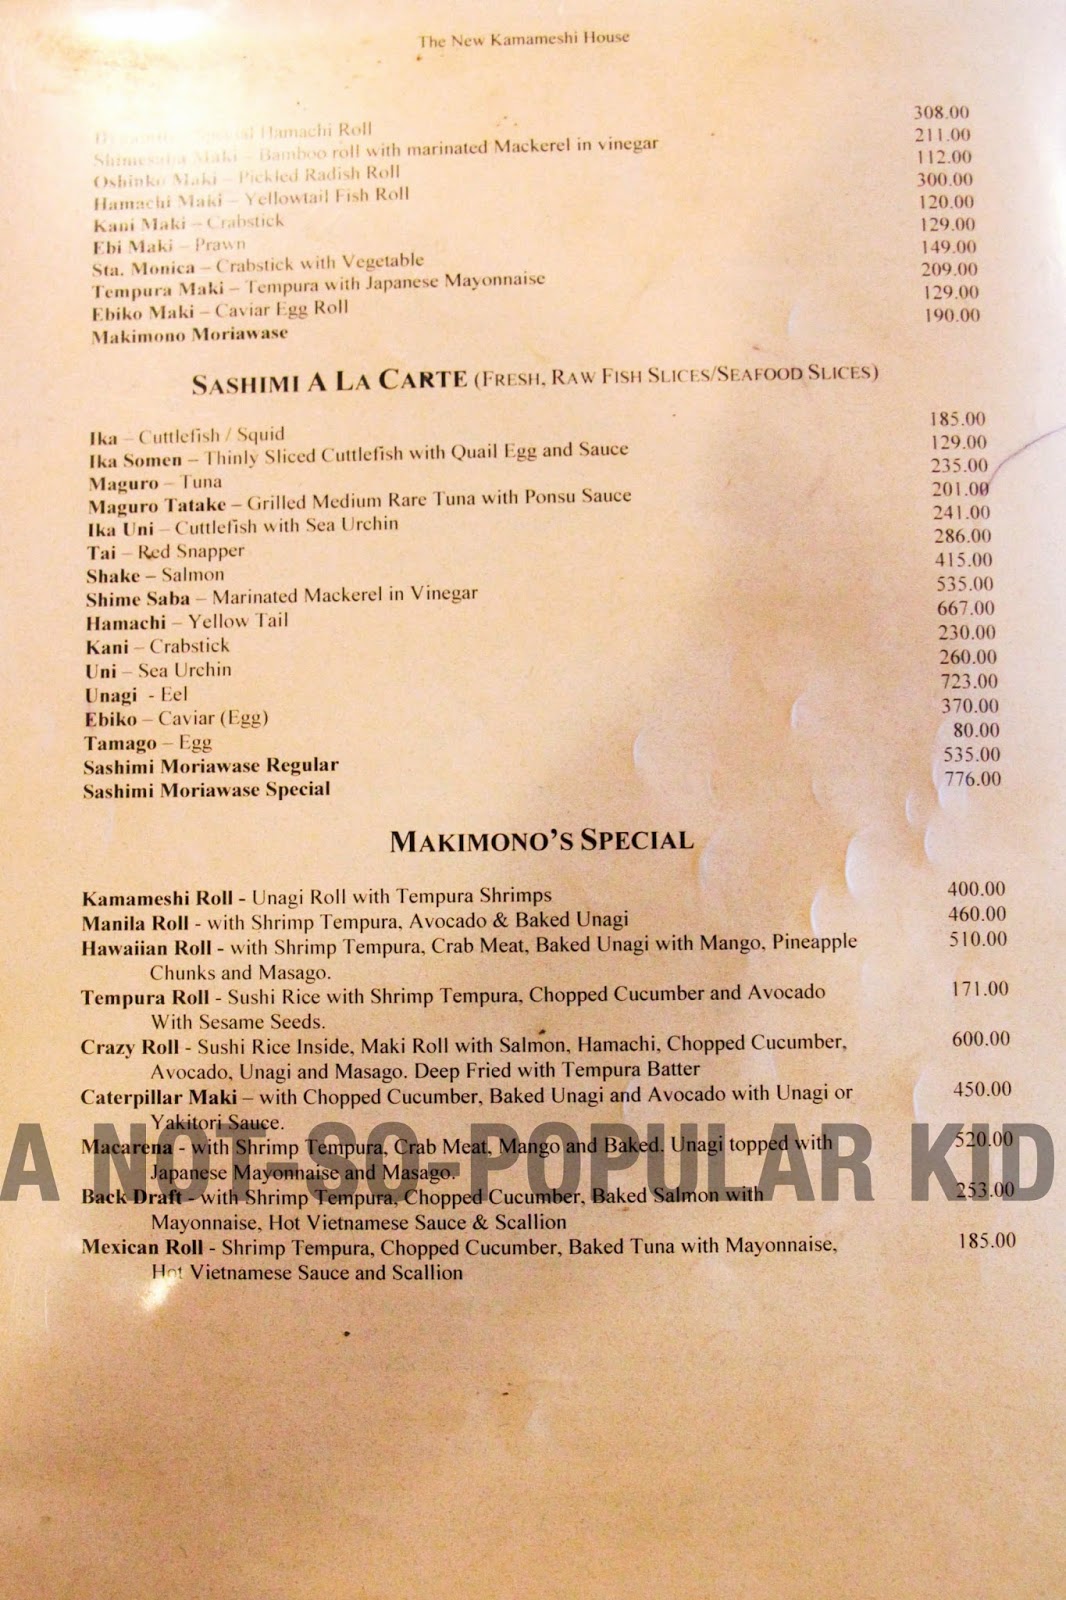 The New Kamameshi House
Hamachi Roll 308.00
Shimesaba Maki - Bamboo roll with marinated Mackerel in vinegar 211.00
Oshinko Maki – Pickled Radish Roll 112.00
Hamachi Maki – Yellowtail Fish Roll 300.00
Kani Maki – Crabstick 120.00
Ebi Maki – Prawn 129.00
Sta. Monica – Crabstick with Vegetable 149.00
Tempura Maki – Tempura with Japanese Mayonnaise 209.00
Ebiko Maki – Caviar Egg Roll 129.00
Makimono Moriawase 190.00
SASHIMI A LA CARTE (FRESH, RAW FISH SLICES/SEAFOOD SLICES)
Ika – Cuttlefish / Squid 185.00
Ika Somen – Thinly Sliced Cuttlefish with Quail Egg and Sauce 129.00
Maguro – Tuna 235.00
Maguro Tatake – Grilled Medium Rare Tuna with Ponsu Sauce 201.00
Ika Uni – Cuttlefish with Sea Urchin 241.00
Tai – Red Snapper 286.00
Shake – Salmon 415.00
Shime Saba – Marinated Mackerel in Vinegar 535.00
Hamachi – Yellow Tail 667.00
Kani – Crabstick 230.00
Uni – Sea Urchin 260.00
Unagi - Eel 723.00
Ebiko – Caviar (Egg) 370.00
Tamago – Egg 80.00
Sashimi Moriawase Regular 535.00
Sashimi Moriawase Special 776.00
MAKIMONO'S SPECIAL
Kamameshi Roll - Unagi Roll with Tempura Shrimps 400.00
Manila Roll - with Shrimp Tempura, Avocado & Baked Unagi 460.00
Hawaiian Roll - with Shrimp Tempura, Crab Meat, Baked Unagi with Mango, Pineapple 510.00
Chunks and Masago.
Tempura Roll - Sushi Rice with Shrimp Tempura, Chopped Cucumber and Avocado 171.00
With Sesame Seeds.
Crazy Roll - Sushi Rice Inside, Maki Roll with Salmon, Hamachi, Chopped Cucumber, 600.00
Avocado, Unagi and Masago. Deep Fried with Tempura Batter
Caterpillar Maki – with Chopped Cucumber, Baked Unagi and Avocado with Unagi or 450.00
Yakitori Sauce.
Macarena - with Shrimp Tempura, Crab Meat, Mango and Baked. Unagi topped with 520.00
Japanese Mayonnaise and Masago.
A NOT-SO-POPULAR KID
Back Draft - with Shrimp Tempura, Chopped Cucumber, Baked Salmon with 253.00
Mayonnaise, Hot Vietnamese Sauce & Scallion
Mexican Roll - Shrimp Tempura, Chopped Cucumber, Baked Tuna with Mayonnaise, 185.00
Hot Vietnamese Sauce and Scallion